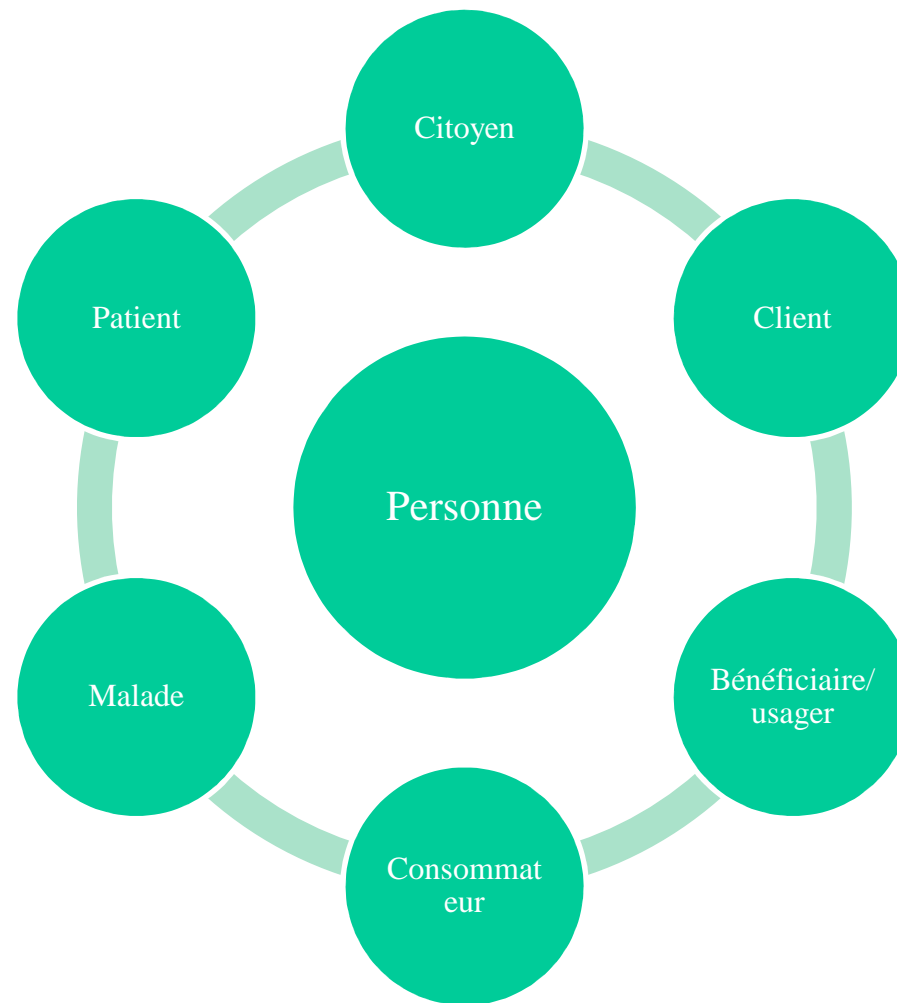 Citoyen
Patient
Client
Personne
Malade
Bénéficiaire/
usager
Consommat
eur